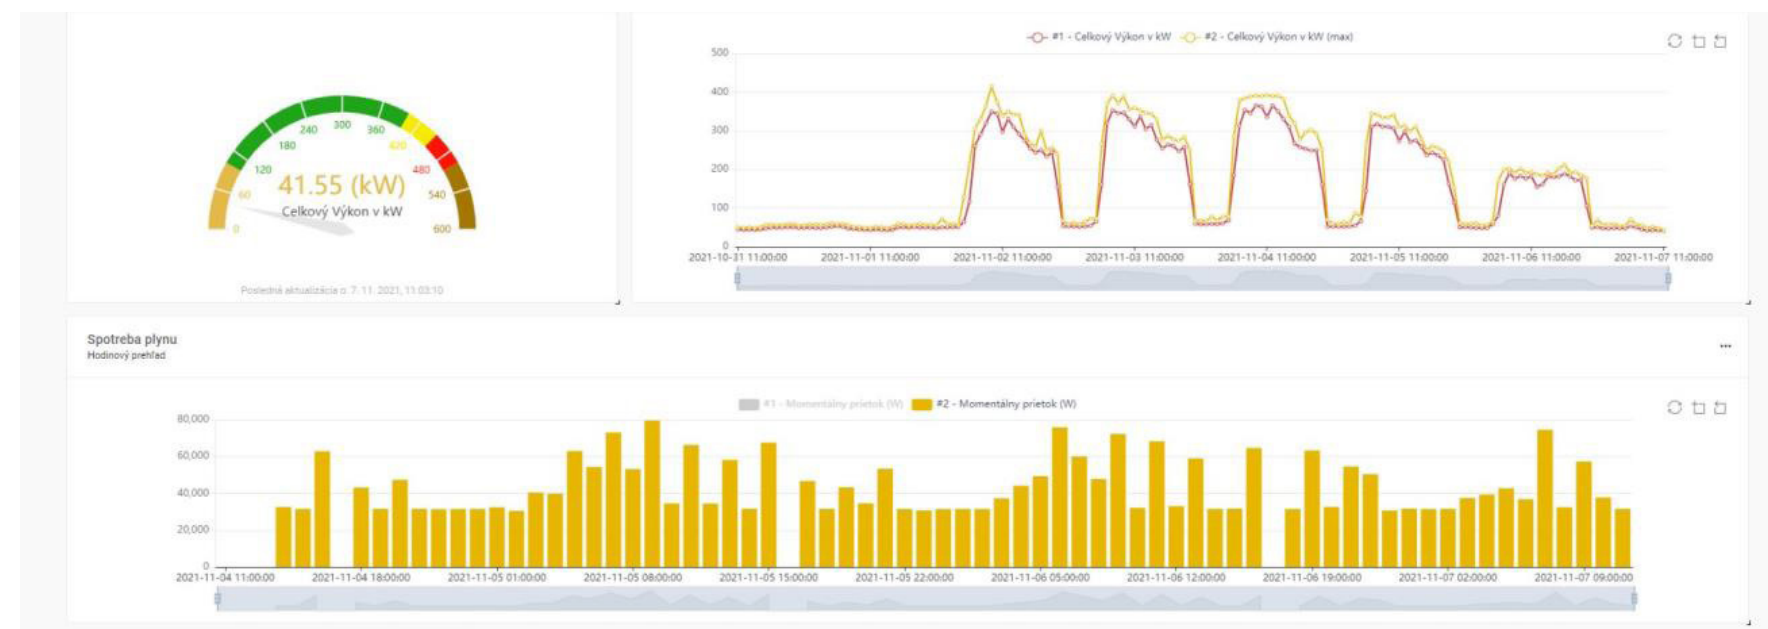 120
180
240
300
360
420
480
540
600
60
0
41.55 (kW)
Celkový Výkon v kW
Posledná aktualizácia o: 7. 11. 2021, 11:03:10
#1 - Celkový Výkon v kW #2 - Celkový Výkon v kW (max)
500
400
300
200
100
0
2021-10-31 11:00:00 2021-11-01 11:00:00 2021-11-02 11:00:00 2021-11-03 11:00:00 2021-11-04 11:00:00 2021-11-05 11:00:00 2021-11-06 11:00:00 2021-11-07 11:00:00
Spotreba plynu
Hodinový prehľad
#1 - Momentálny prietok (W) #2 - Momentálny prietok (W)
80,000
60,000
40,000
20,000
0
2021-11-04 11:00:00 2021-11-04 18:00:00 2021-11-05 01:00:00 2021-11-05 08:00:00 2021-11-05 15:00:00 2021-11-05 22:00:00 2021-11-06 05:00:00 2021-11-06 12:00:00 2021-11-06 19:00:00 2021-11-07 02:00:00 2021-11-07 09:00:00